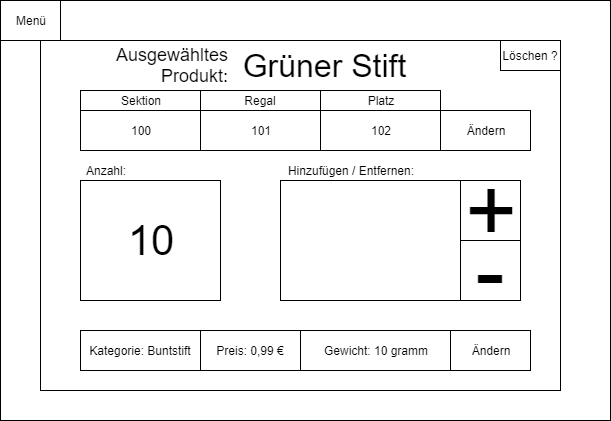 Menü
Ausgewähltes
Produkt:
Grüner Stift
Löschen ?
Sektion Regal Platz
100 101 102 Ändern
Anzahl: Hinzufügen / Entfernen:
10
+
-
Kategorie: Buntstift Preis: 0,99 € Gewicht: 10 gramm Ändern